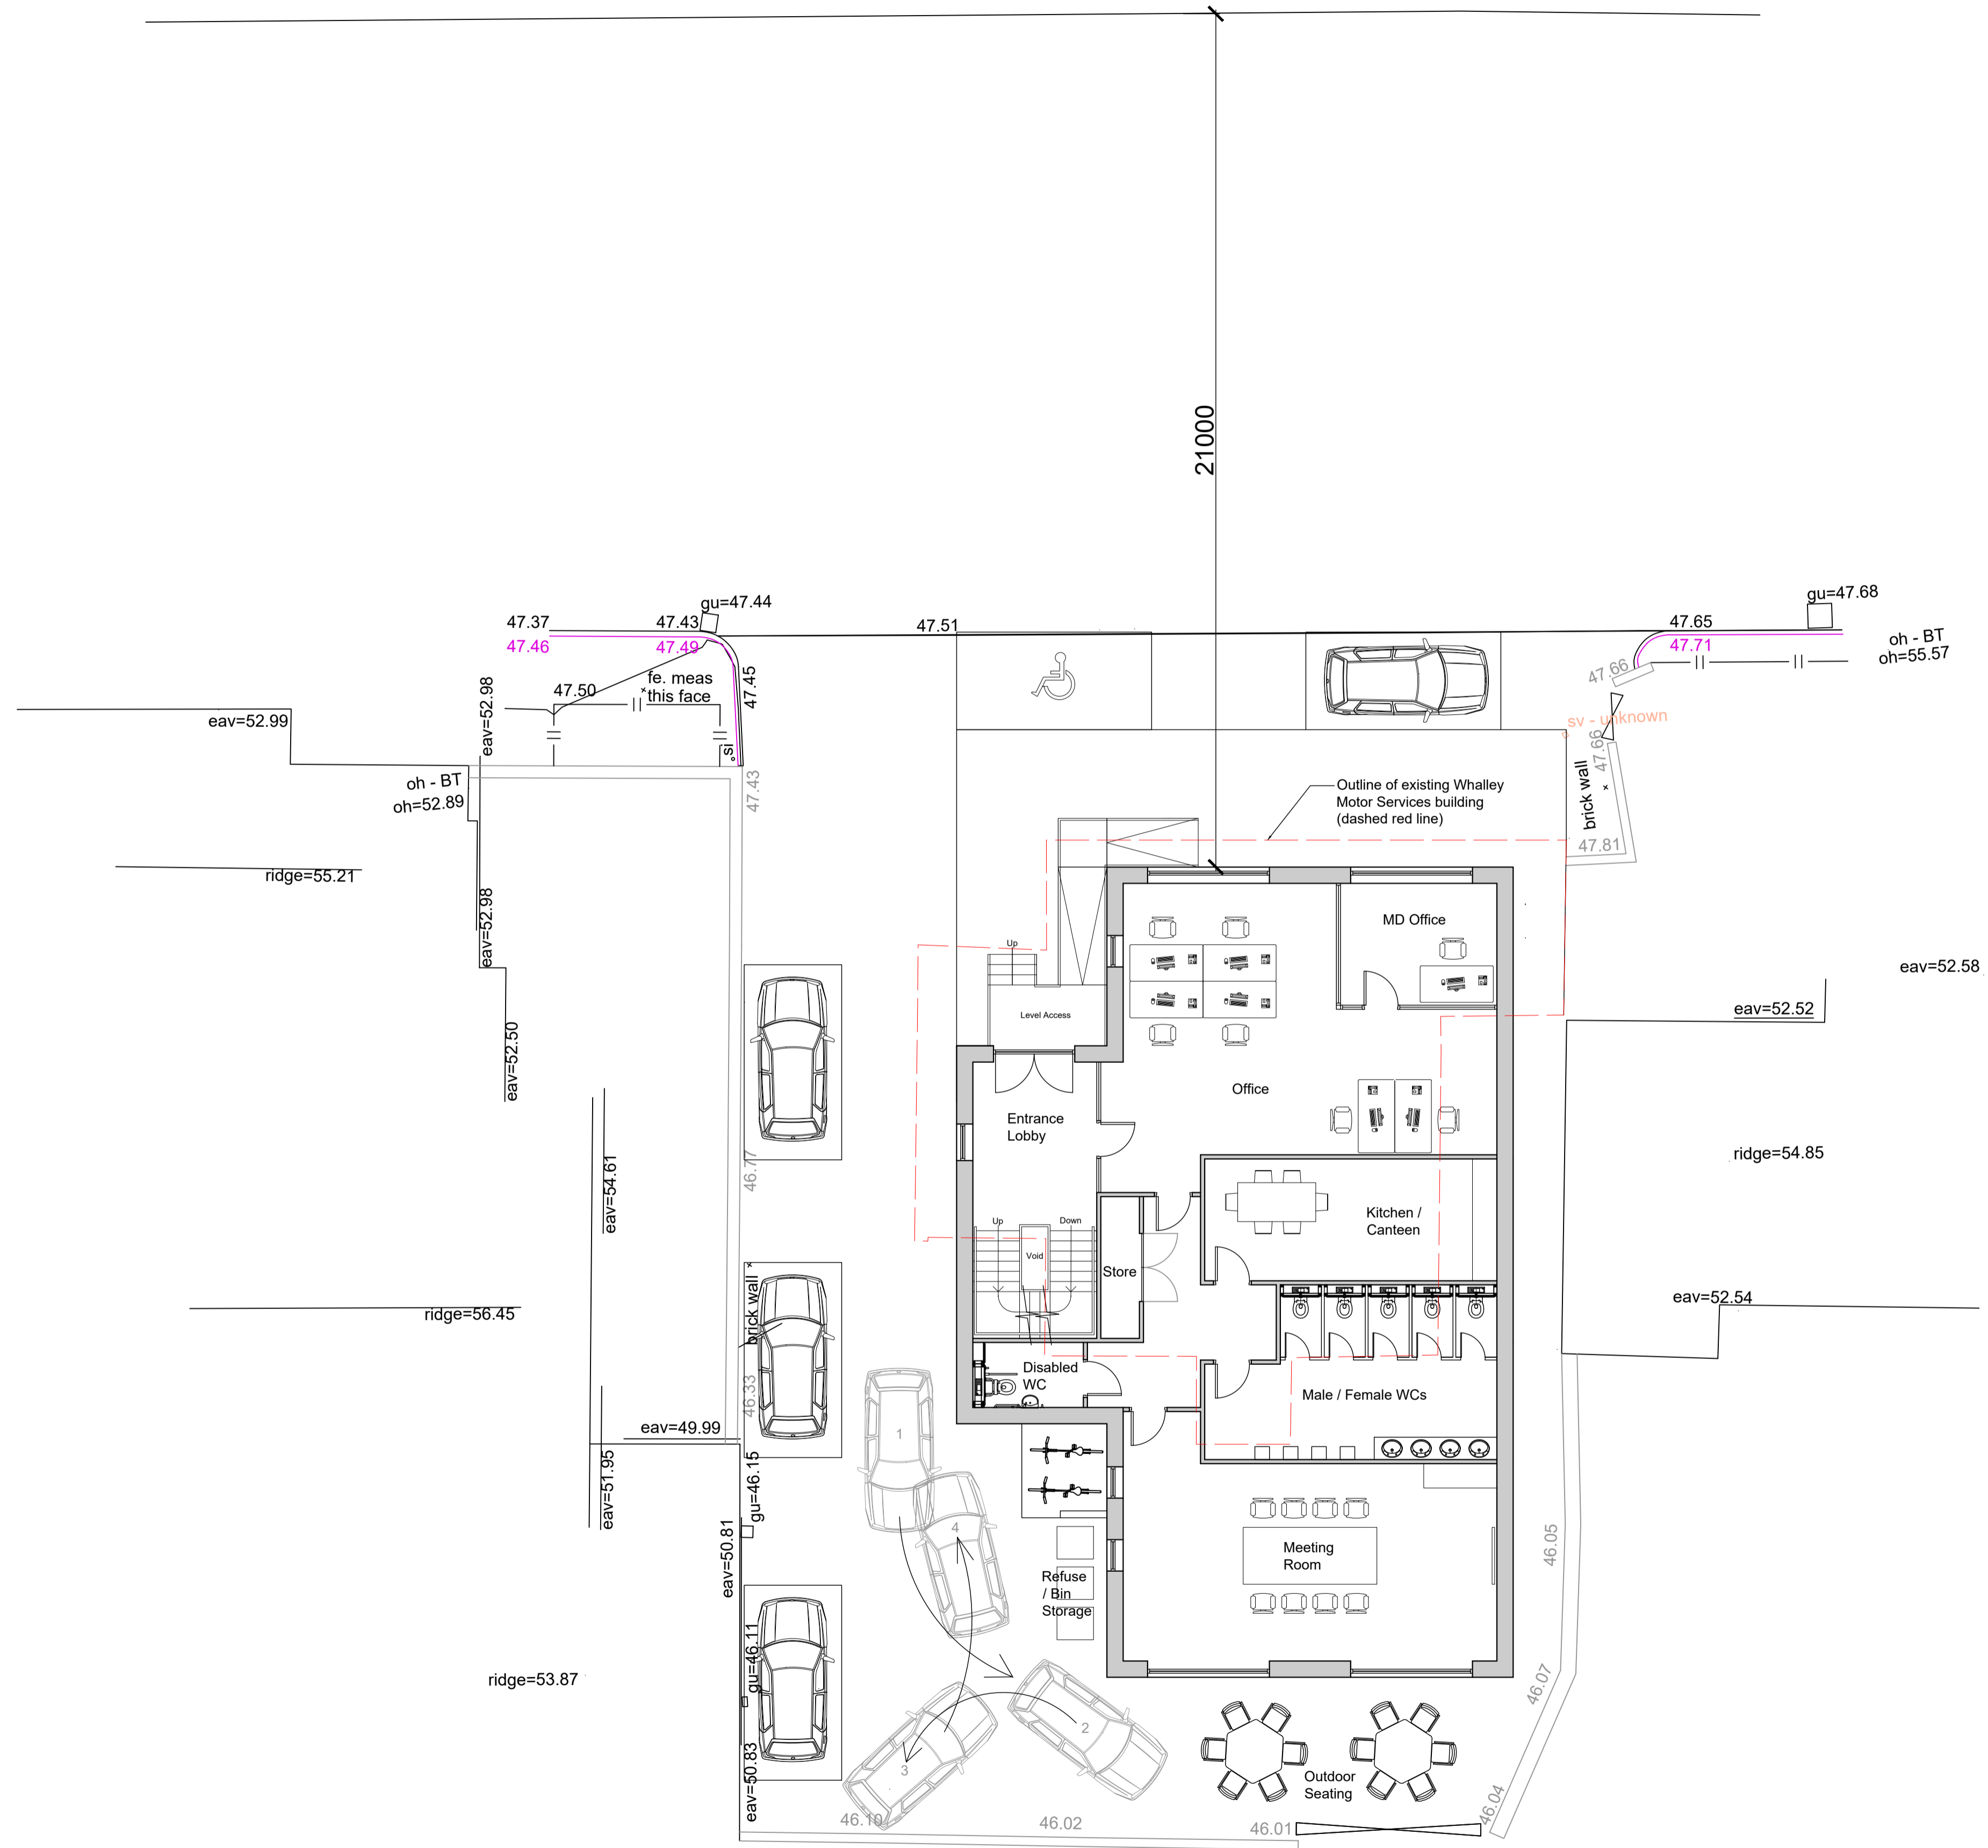 21000
gu=47.44
gu=47.68
47.37
47.43
47.51
47.65
47.46
47.49
47.71
oh - BT
oh=55.57
47.45
47.66
fe. meas
this face
47.50
eav=52.98
eav=52.99
si
sv - unknown
47.66
brick wall
47.81
oh - BT
oh=52.89
47.43
Outline of existing Whalley
Motor Services building
(dashed red line)
ridge=55.21
eav=52.98
MD Office
Up
eav=52.58
eav=52.52
Level Access
eav=52.50
Office
Entrance
Lobby
ridge=54.85
46.77
eav=54.61
Kitchen /
Canteen
Up
Down
Void
Store
eav=52.54
ridge=56.45
brick wall
Disabled
WC
46.33
Male / Female WCs
eav=49.99
1
eav=51.95
gu=46.15
4
eav=50.81
46.05
Meeting
Room
Refuse
/ Bin
Storage
gu=46.11
ridge=53.87
46.07
2
3
eav=50.83
Outdoor
Seating
46.04
46.10
46.02
46.01